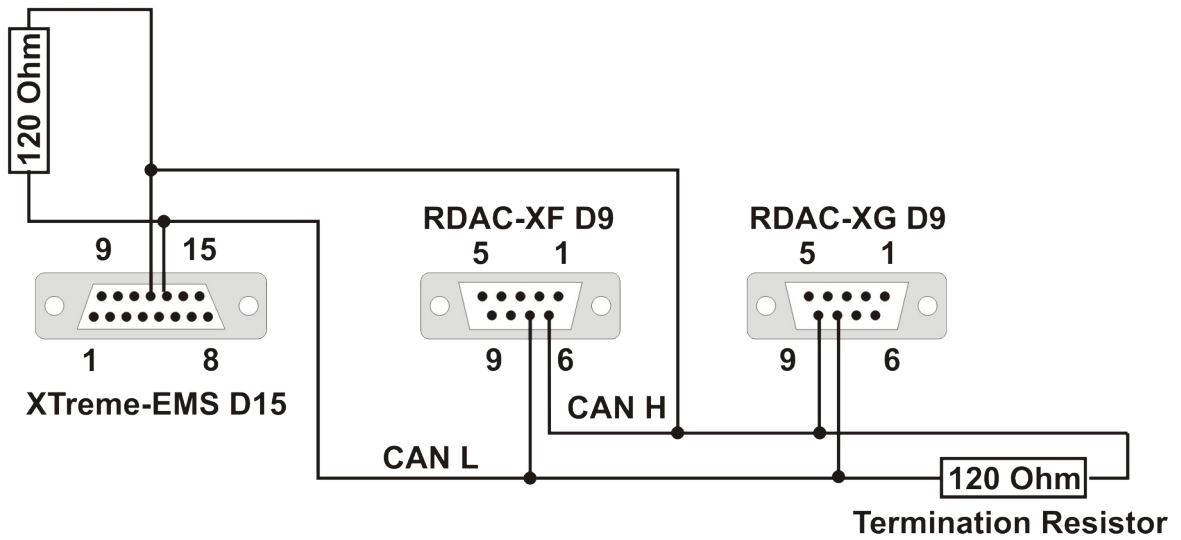 120 Ohm
RDAC-XF D9
RDAC-XG D9
9 15
5 1
5 1
1 8
9 6
9 6
XTreme-EMS D15
CAN H
CAN L
120 Ohm
Termination Resistor